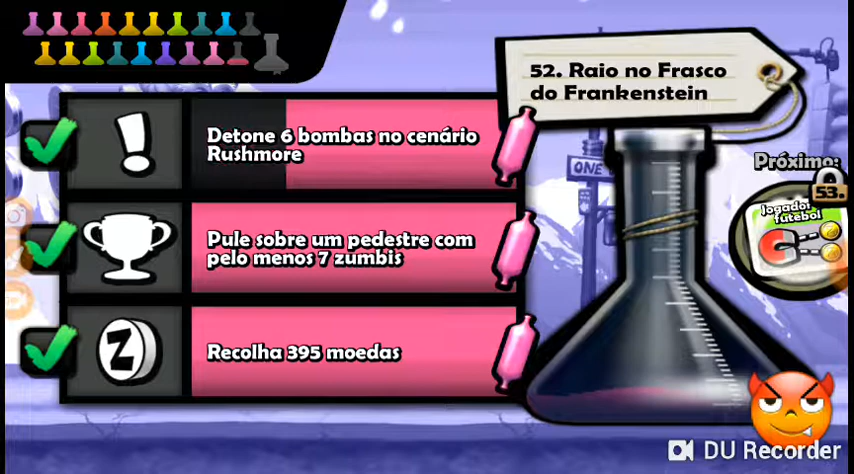 52. Raio no Frasco
do Frankenstein
Detone 6 bombas no cenário
Rushmore
Pule sobre um pedestre com
pelo menos 7 zumbis
Z
Recolha 395 moedas
ONE
Próximo:
53.
Jogador
futebol
DU Recorder